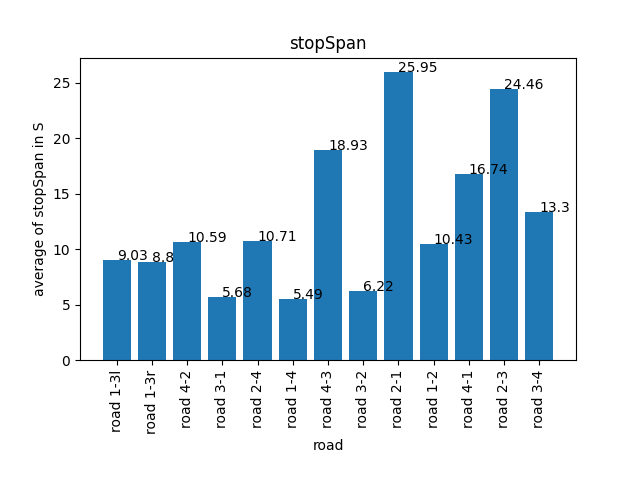 stopSpan
average of stopSpan in S
25
20
15
10
5
0
9.03
8.8
10.59
5.68
10.71
5.49
18.93
6.22
25.95
10.43
16.74
24.46
13.3
road 1-3l
road 1-3r
road 4-2
road 3-1
road 2-4
road 1-4
road 4-3
road 3-2
road 2-1
road 1-2
road 4-1
road 2-3
road 3-4
road